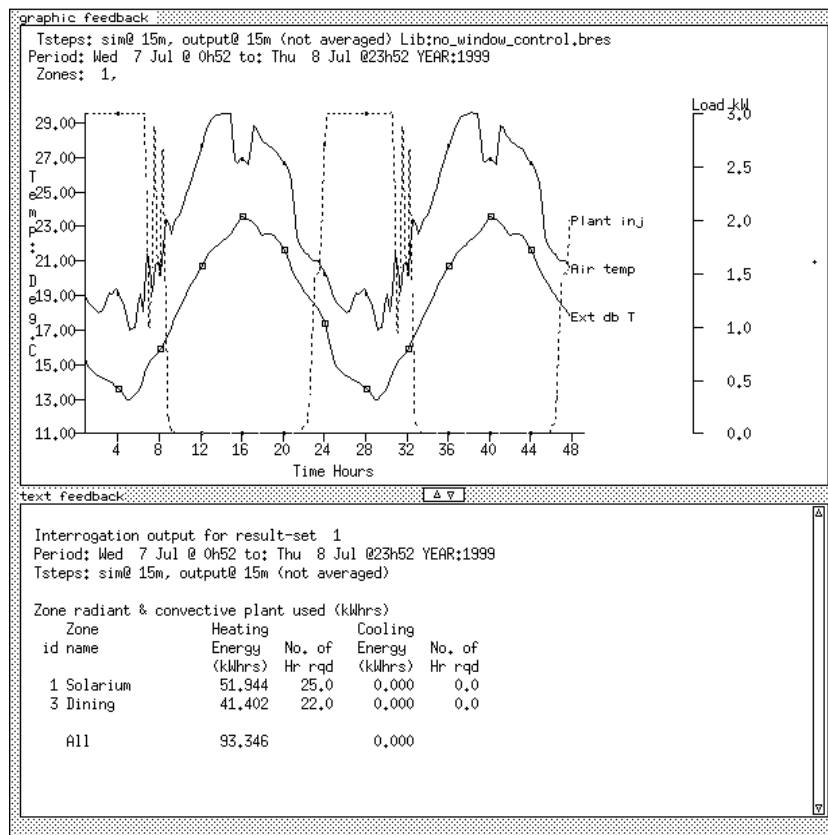 graphic feedback
Tsteps: sim@ 15m, output@ 15m (not averaged) Lib:no_window_control.bres
Period: Wed 7 Jul @ 0h52 to: Thu 8 Jul @23h52 YEAR:1999
Zones: 1,
Load kW
29.00
27.00
25.00
23.00
21.00
19.00
17.00
15.00
13.00
11.00
Temp: Deg.C
3.0
2.5
2.0
1.5
1.0
0.5
0.0
Plant inj
Air temp
Ext db T
4 8 12 16 20 24 28 32 36 40 44 48
Time Hours
text feedback
Interrogation output for result-set 1
Period: Wed 7 Jul @ 0h52 to: Thu 8 Jul @23h52 YEAR:1999
Tsteps: sim@ 15m, output@ 15m (not averaged)
Zone radiant & convective plant used (kWhrs)
Zone Heating Cooling
id name Energy No. of Energy No. of
(kWhrs) Hr rqd (kWhrs) Hr rqd
1 Solarium 51.944 25.0 0.000 0.0
3 Dining 41.402 22.0 0.000 0.0
All 93.346 0.000